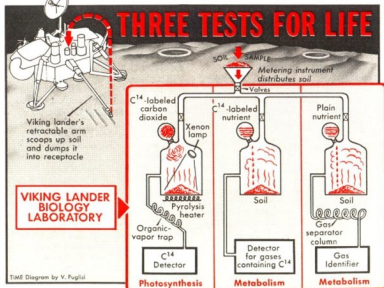 THREE TESTS FOR LIFE
SOIL SAMPLE
Metering instrument
distributes soil
Valves
Viking lander's
retractable arm
scoops up soil
and dumps it
into receptacle
C14-labeled
carbon
dioxide
Xenon
lamp
C14-labeled
nutrient
Plain
nutrient
VIKING LANDER
BIOLOGY
LABORATORY
Pyrolysis
heater
Soil
Soil
Organic-
vapor trap
Gas
separator
column
C14
Detector
Detector
for gases
containing C14
Gas
Identifier
TIME Diagram by V. Puglisi
Photosynthesis
Metabolism
Metabolism